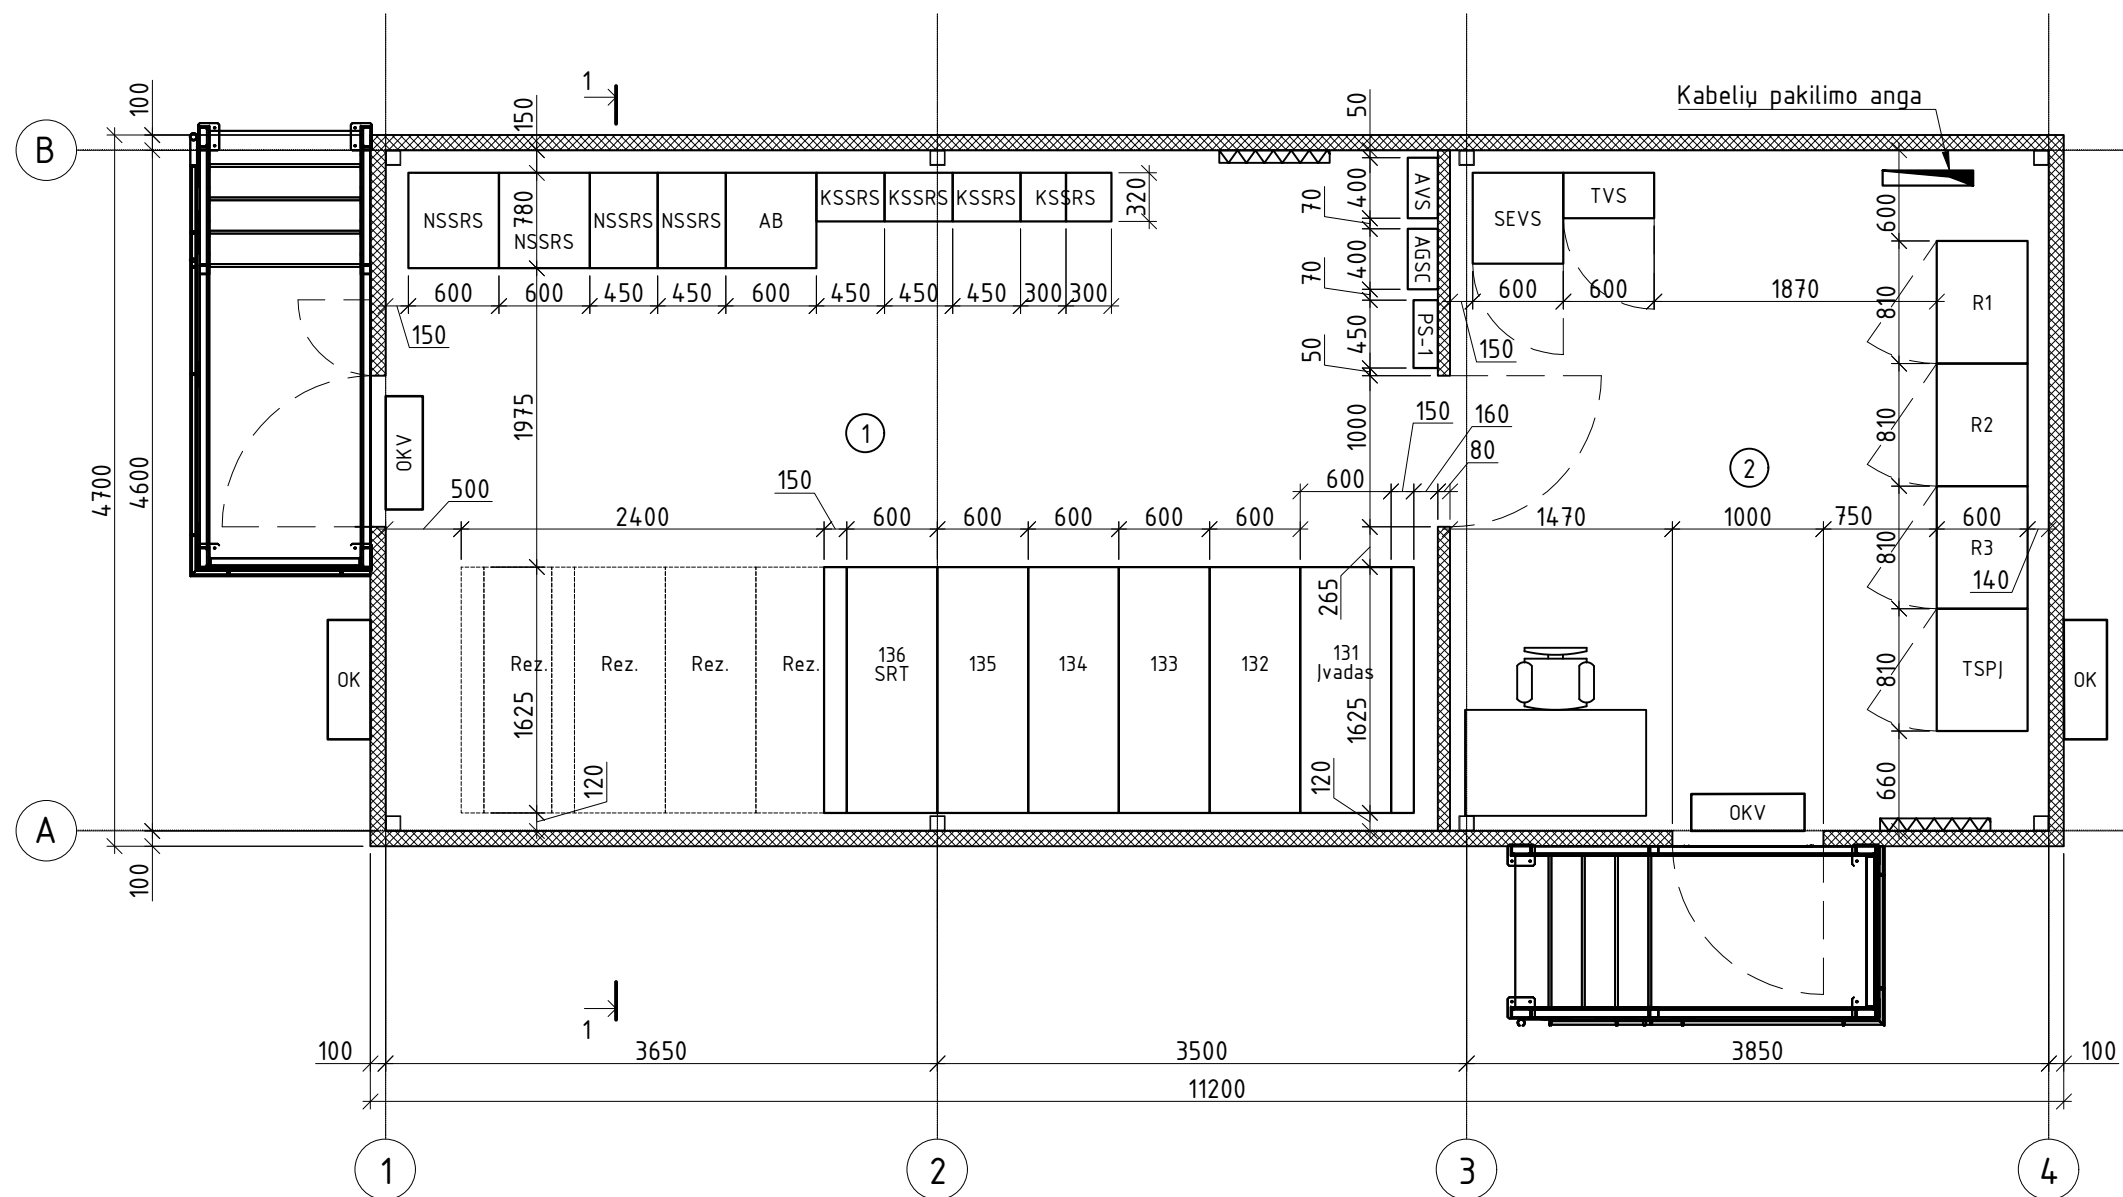 Kabelių pakilimo anga
1
100
150
50
B
NSSRS
NSSRS
NSSRS
NSSRS
AB
KSSRS
KSSRS
KSSRS
KSSRS
320
780
AVS
400
70
AGSC
400
70
PS-1
450
50
SEVS
TVS
600
600
600
450
450
600
450
450
450
300
300
150
600
600
1870
150
600
810
R1
810
R2
810
R3
810
TSPĮ
660
4700
4600
OKV
1975
1
1000
150
160
80
2
500
2400
150
600
600
600
600
600
600
1470
1000
750
600
140
265
OK
Rez.
Rez.
Rez.
Rez.
136
SRT
135
134
133
132
131
Įvadas
1625
1625
120
120
OK
OKV
A
100
1
100
3650
3500
3850
100
11200
1
2
3
4